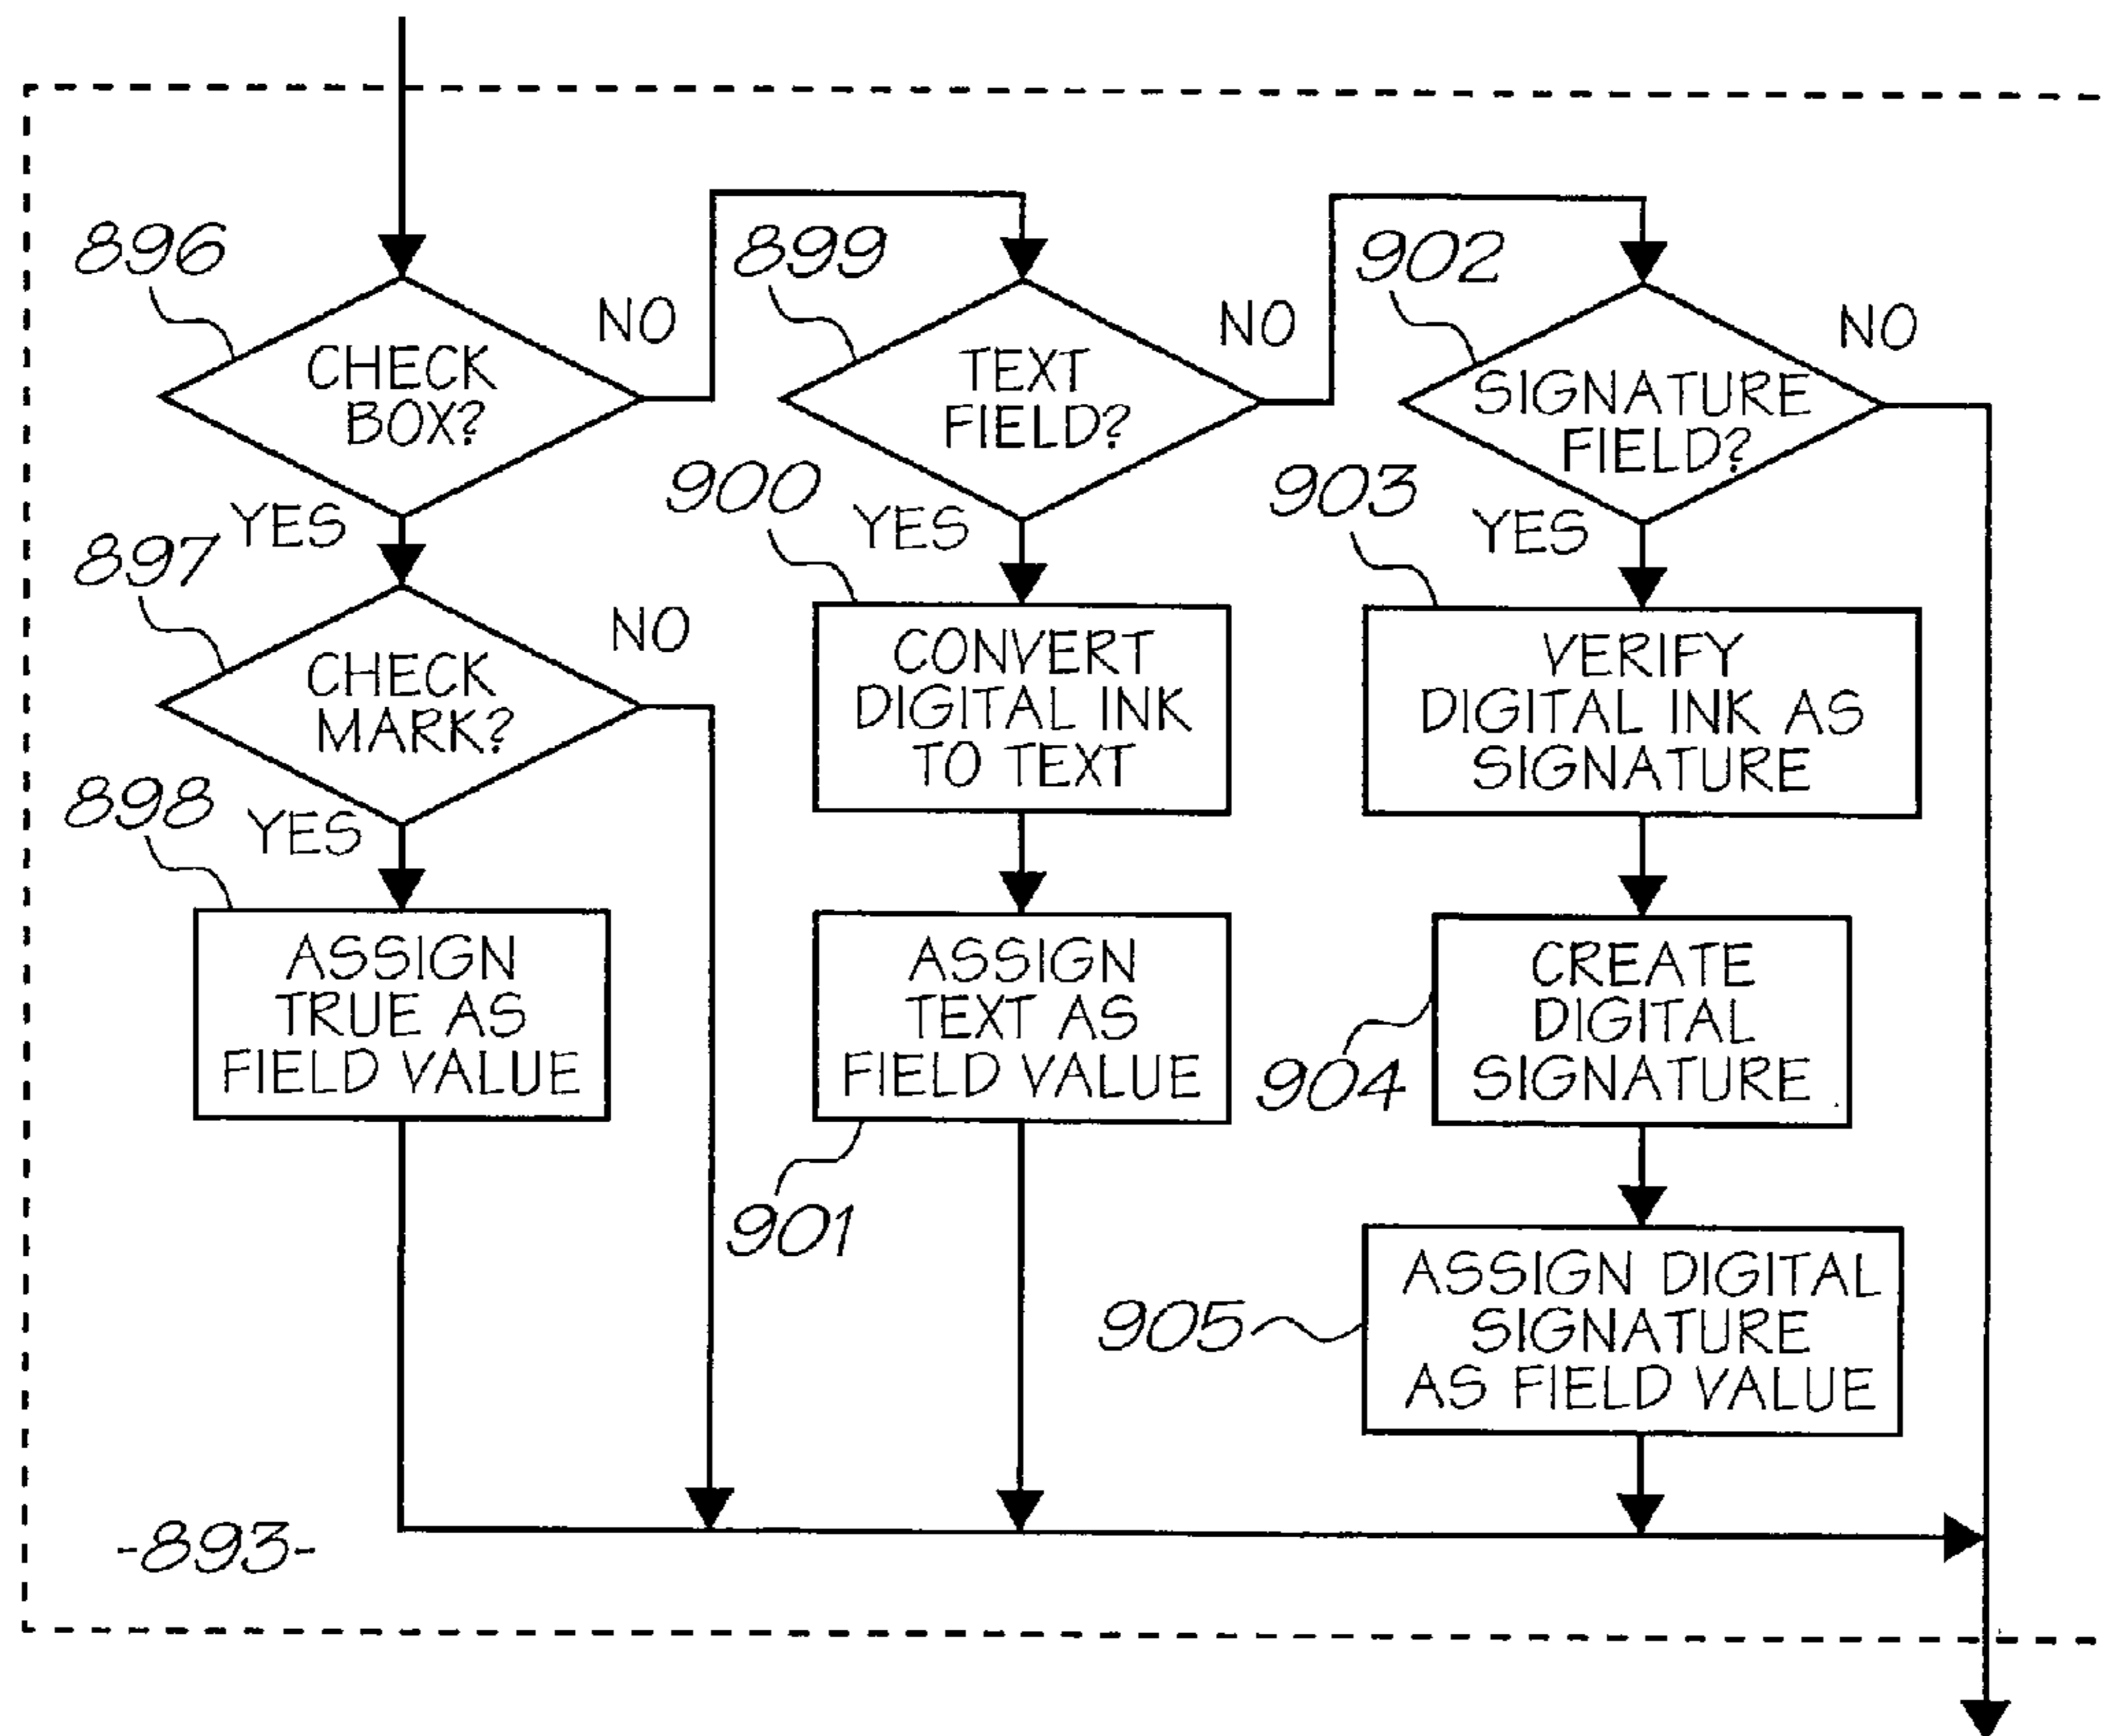 896
CHECK
BOX?
NO
YES
897
CHECK
MARK?
NO
YES
898
ASSIGN
TRUE AS
FIELD VALUE
899
TEXT
FIELD?
NO
YES
900
CONVERT
DIGITAL INK
TO TEXT
ASSIGN
TEXT AS
FIELD VALUE
901
902
SIGNATURE
FIELD?
NO
YES
903
VERIFY
DIGITAL INK AS
SIGNATURE
CREATE
DIGITAL
SIGNATURE
904
ASSIGN DIGITAL
SIGNATURE
AS FIELD VALUE
905
-893-